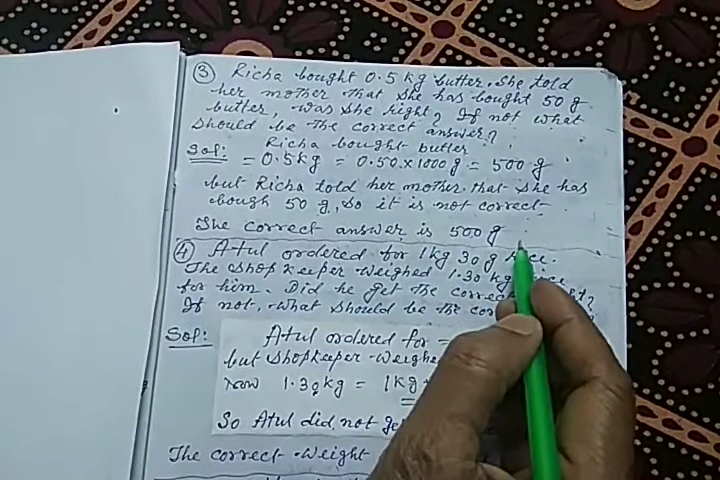 ③ Richa bought 0.5 kg butter. She told
her mother that she has bought 50 g
butter, was she right? If not what
should be the correct answer?
Sol: Richa bought butter
= 0.5 kg = 0.50 x 1000 g = 500 g
but Richa told her mother that she has
bough 50 g, so it is not correct
The correct answer is 500 g
④ Atul ordered for 1 kg 30 g
The shop keeper weighed 1.30 kg
for him. Did he get the
If not, what should be the
Sol: Atul ordered for =
but shopkeeper weighe
now 1.30 kg = 1 kg
So Atul did not ge
The correct weight